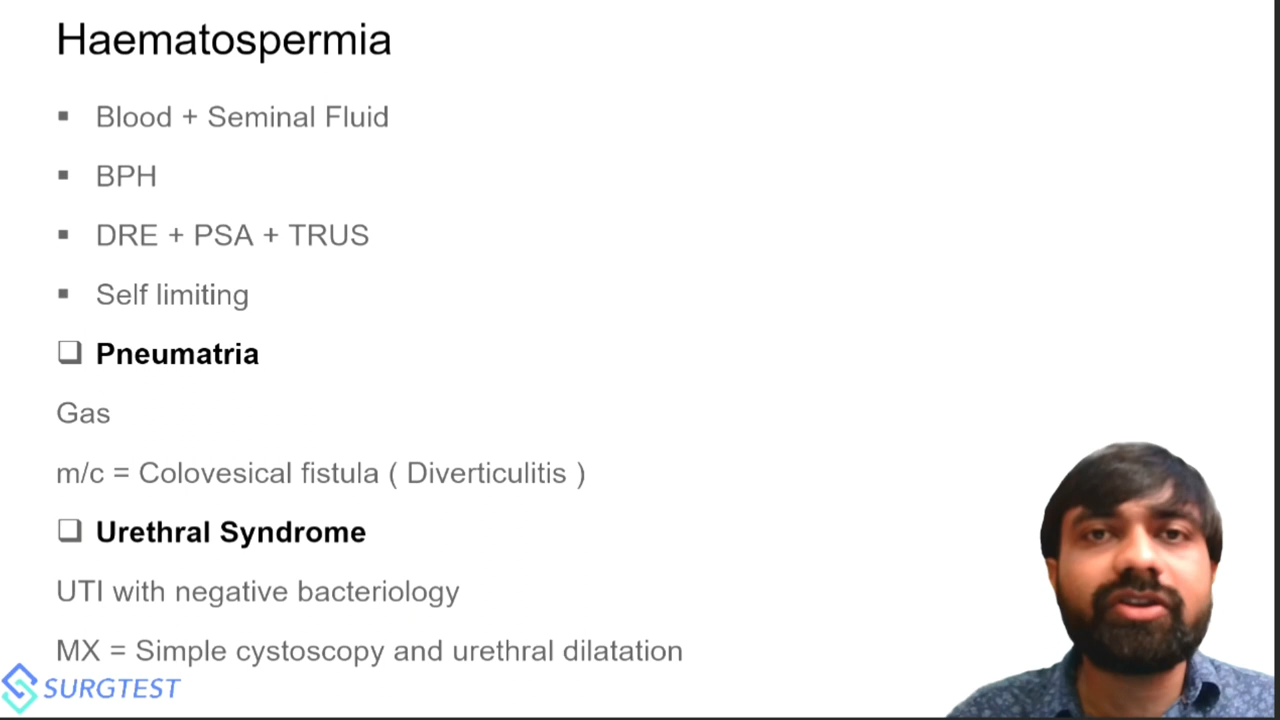 Haematospermia
▪ Blood + Seminal Fluid
▪ BPH
▪ DRE + PSA + TRUS
▪ Self limiting
❑ Pneumatria
Gas
m/c = Colovesical fistula ( Diverticulitis )
❑ Urethral Syndrome
UTI with negative bacteriology
MX = Simple cystoscopy and urethral dilatation
SURGTEST